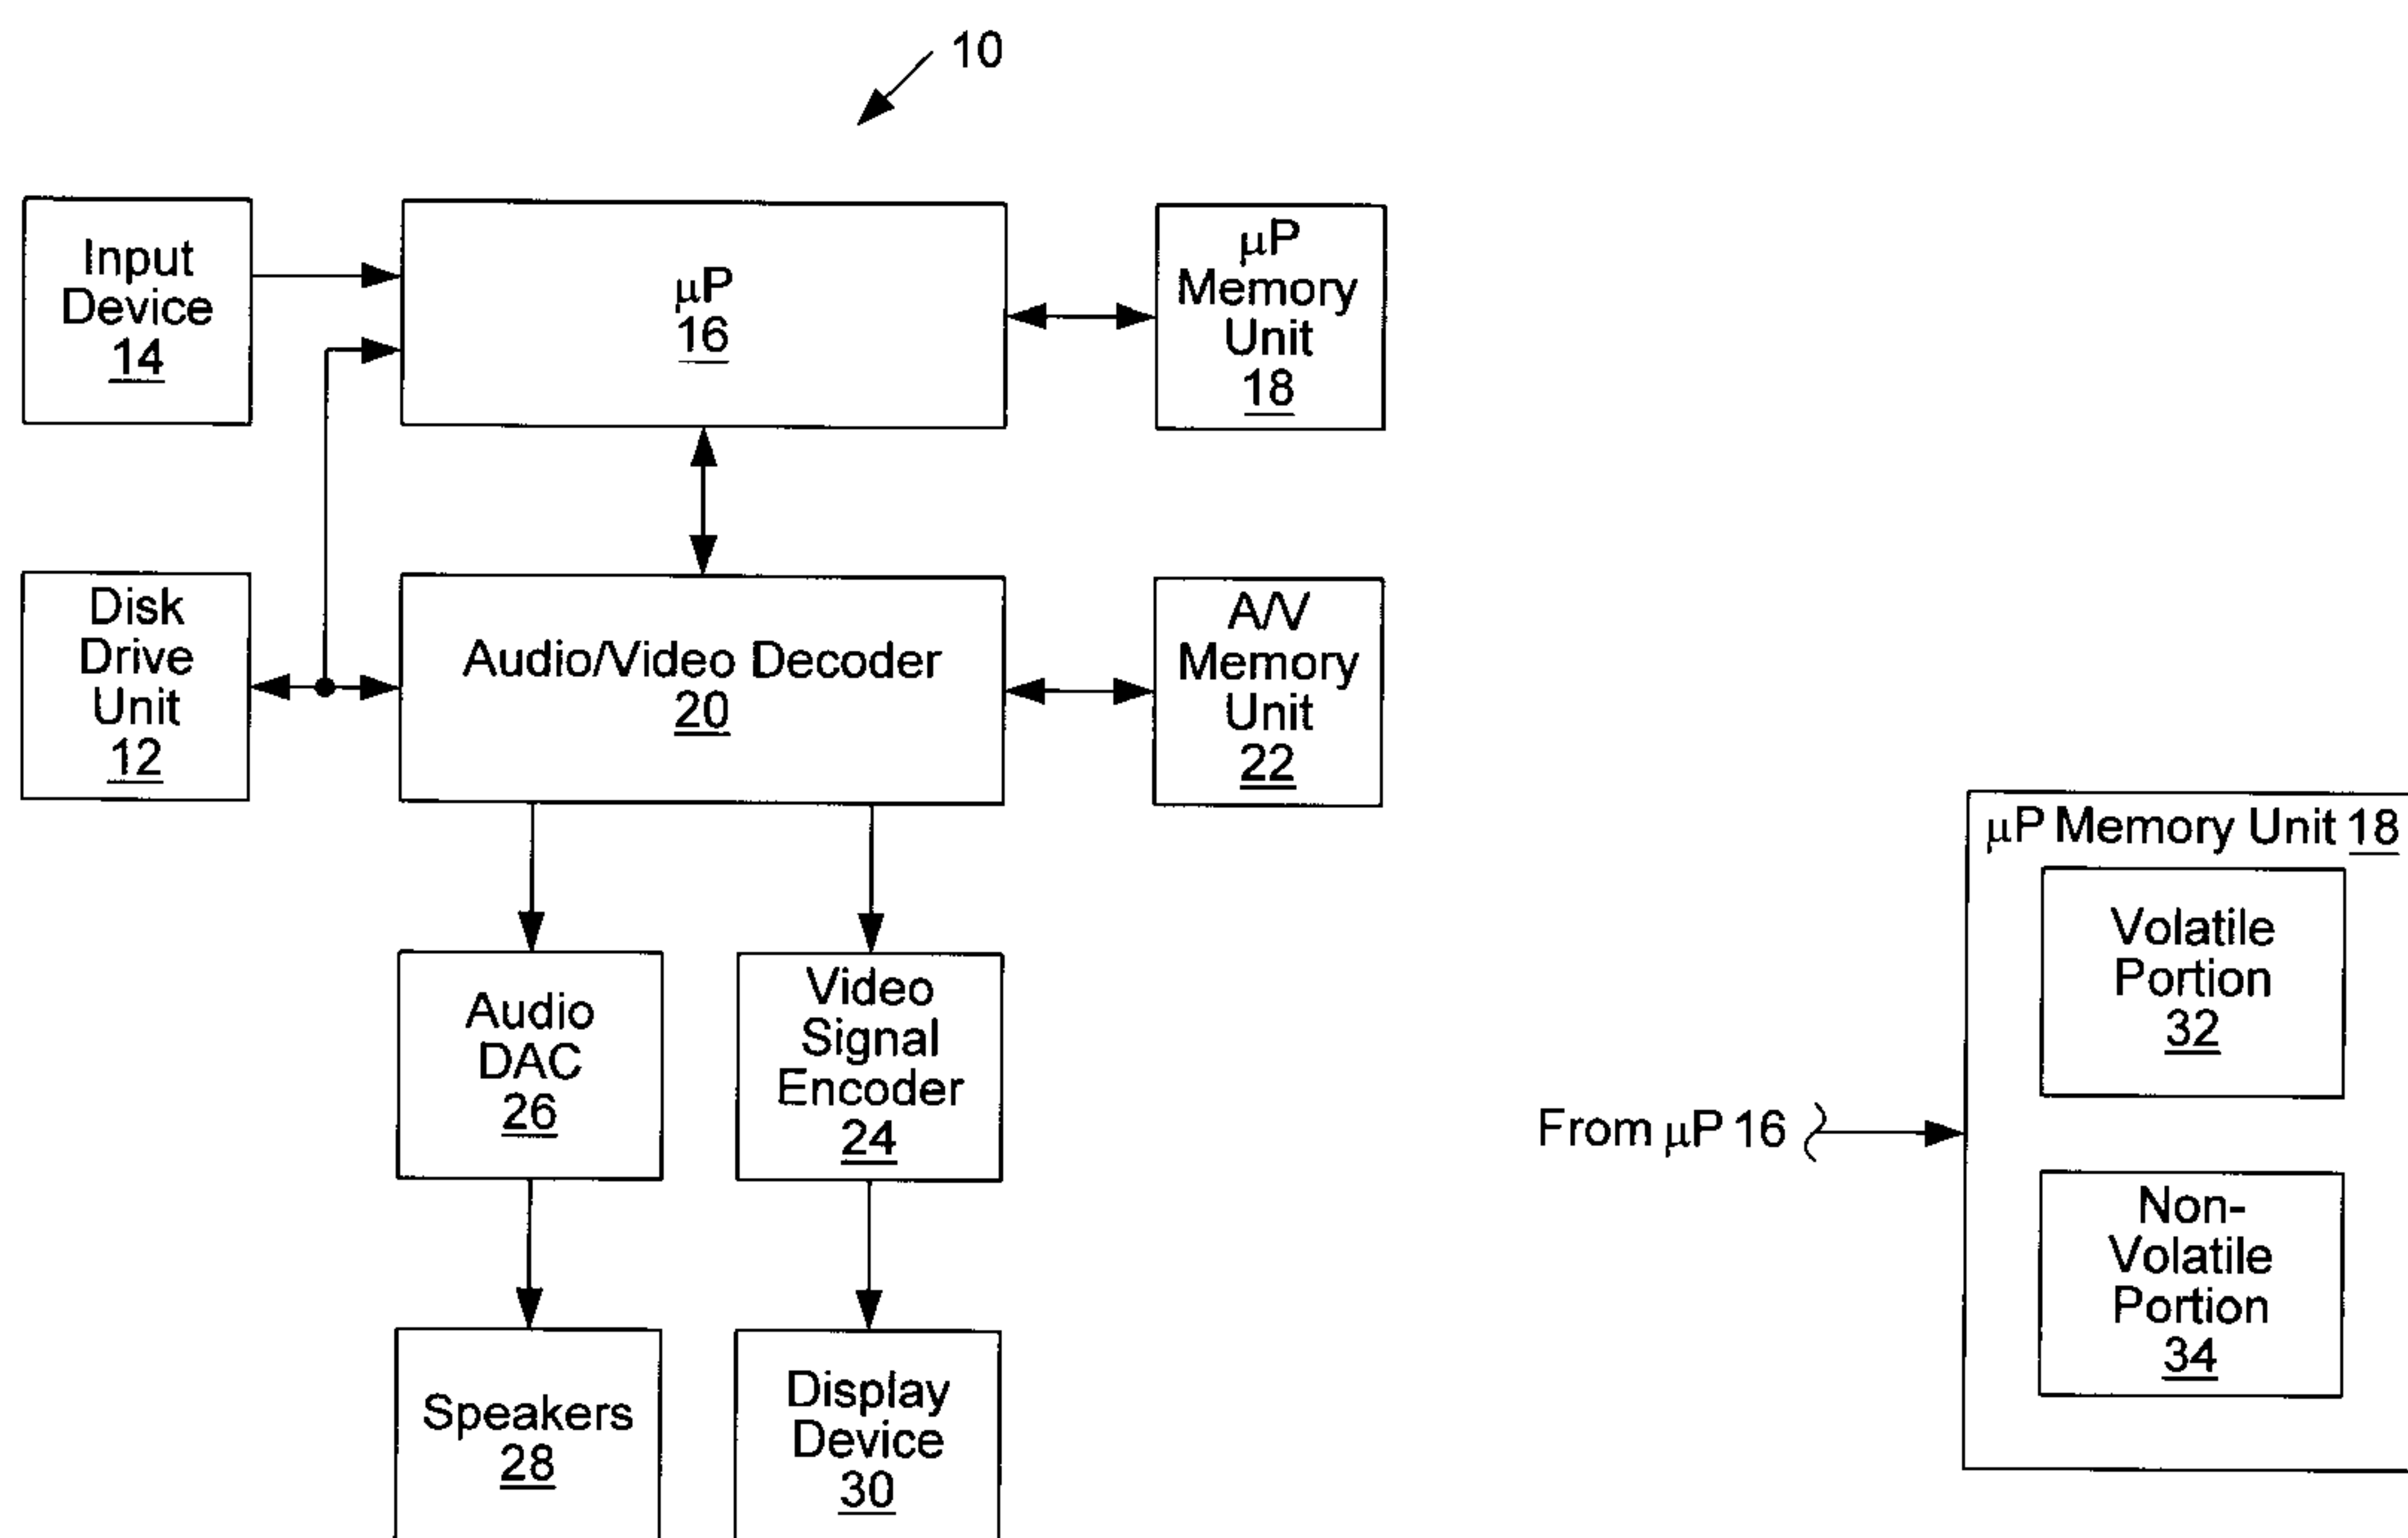 10
Input
Device
14
μP
16
μP
Memory
Unit
18
Disk
Drive
Unit
12
Audio/Video Decoder
20
A/V
Memory
Unit
22
Audio
DAC
26
Video
Signal
Encoder
24
Speakers
28
Display
Device
30
μP Memory Unit 18
Volatile
Portion
32
From μP 16
Non-
Volatile
Portion
34